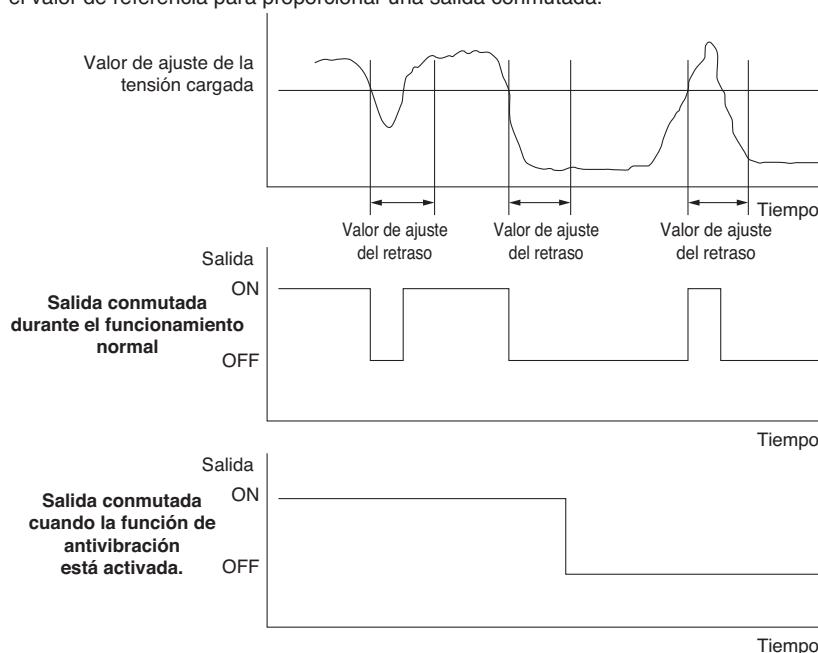 el valor de referencia para proporcionar una salida conmutada.
Valor de ajuste de la
tensión cargada
Tiempo
Valor de ajuste
del retraso
Valor de ajuste
del retraso
Valor de ajuste
del retraso
Salida
ON
Salida conmutada
durante el funcionamiento
normal
OFF
Tiempo
Salida
ON
Salida conmutada
cuando la función de
antivibración
está activada.
OFF
Tiempo